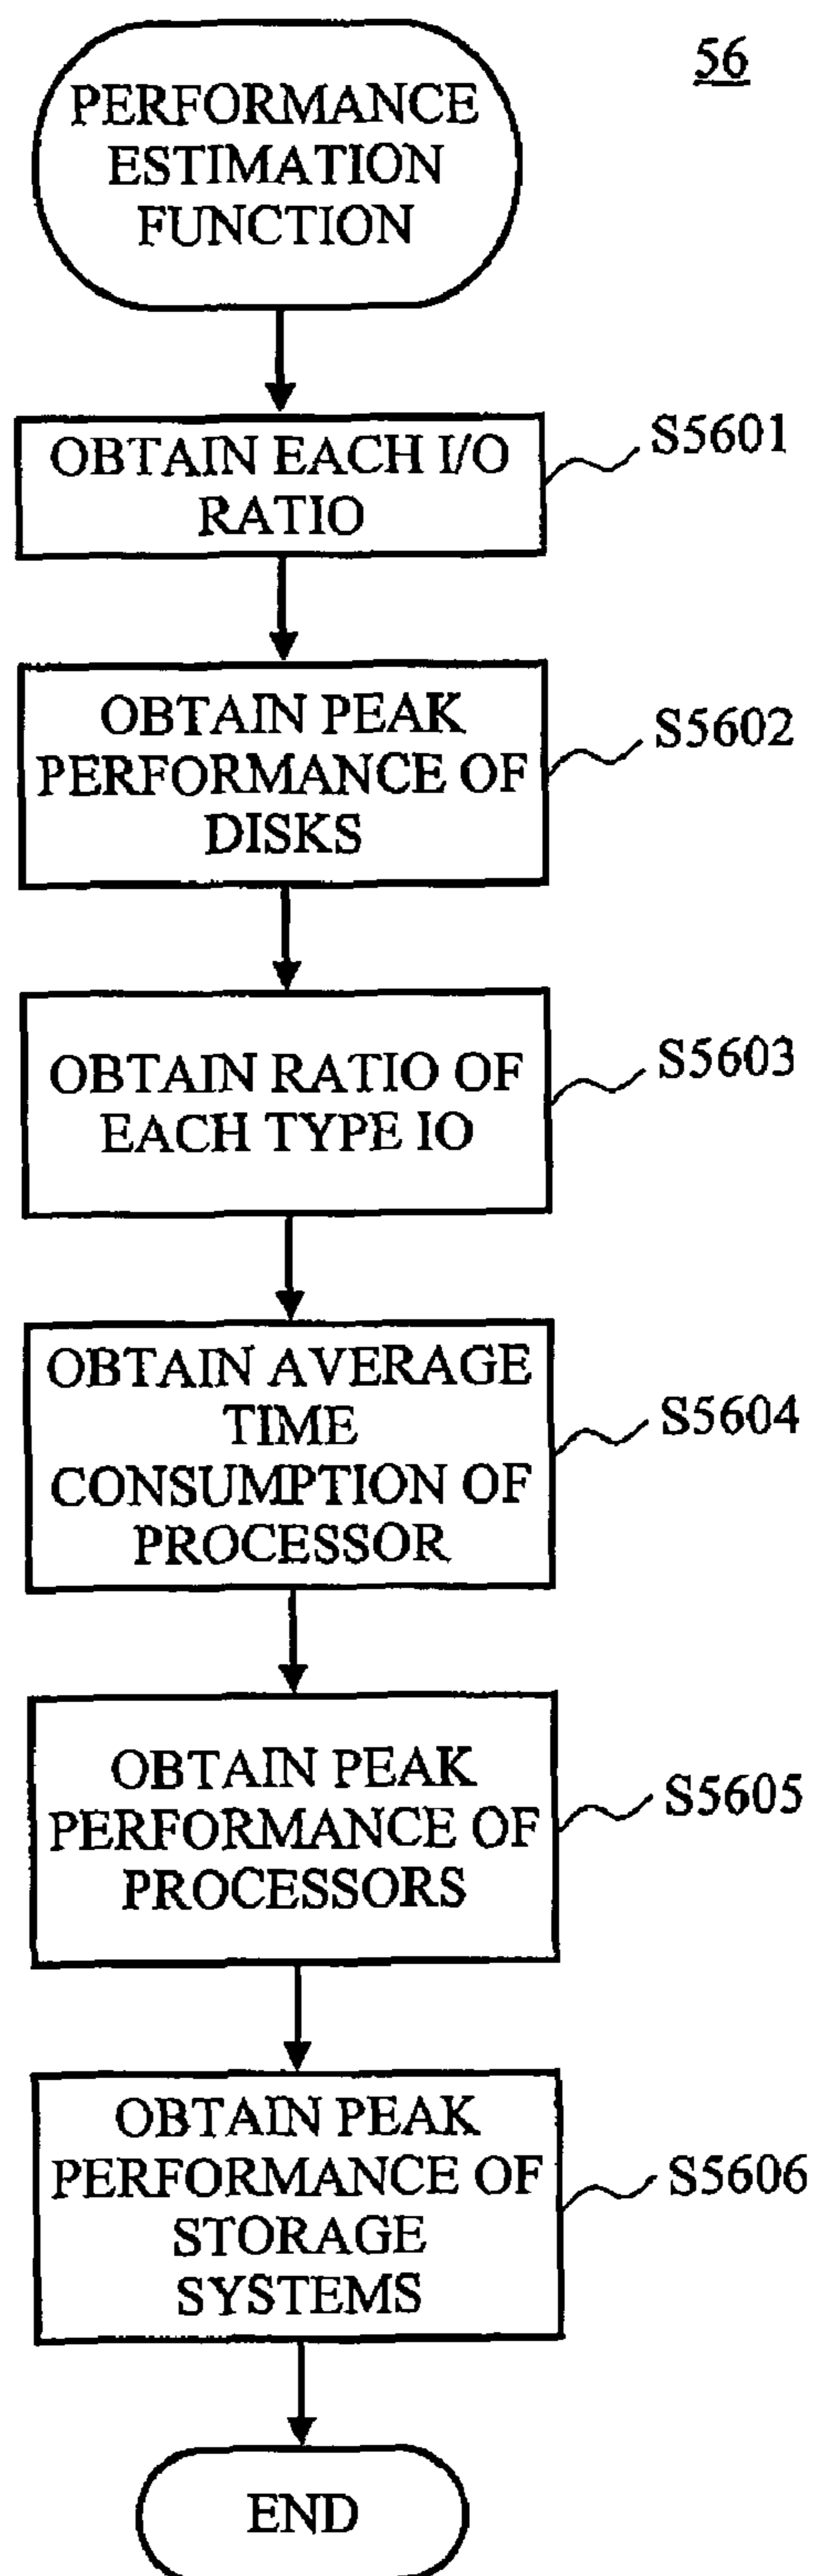 56
PERFORMANCE
ESTIMATION
FUNCTION
OBTAIN EACH I/O
RATIO
S5601
OBTAIN PEAK
PERFORMANCE OF
DISKS
S5602
OBTAIN RATIO OF
EACH TYPE IO
S5603
OBTAIN AVERAGE
TIME
CONSUMPTION OF
PROCESSOR
S5604
OBTAIN PEAK
PERFORMANCE OF
PROCESSORS
S5605
OBTAIN PEAK
PERFORMANCE OF
STORAGE
SYSTEMS
S5606
END